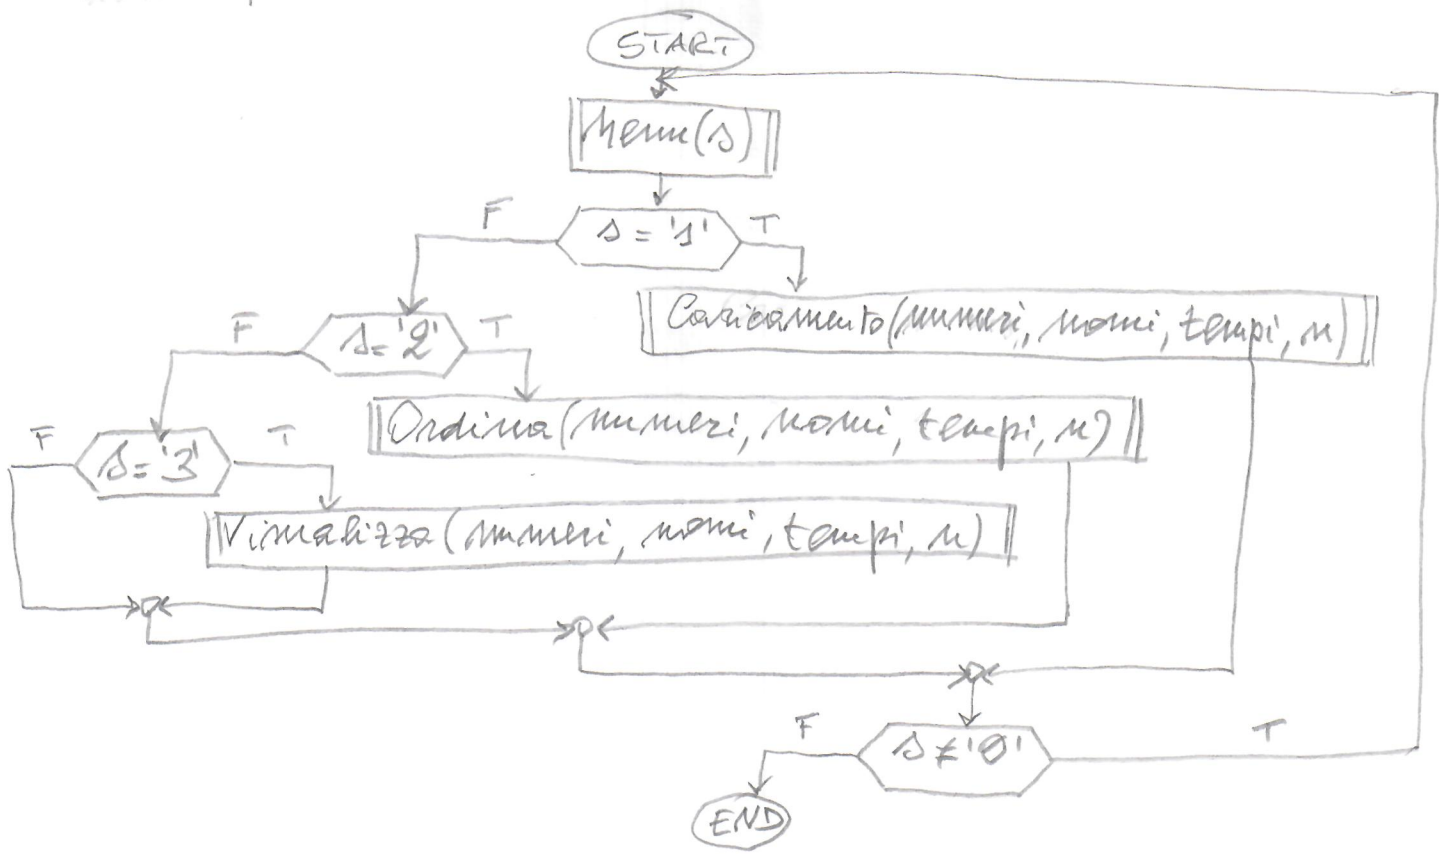 START
Menu(s)
F
s = '1'
T
Caricamento(numeri, nomi, tempi, n)
F
s = '2'
T
Ordina(numeri, nomi, tempi, n)
F
s = '3'
T
Visualizza(numeri, nomi, tempi, n)
F
s ≠ '0'
T
END